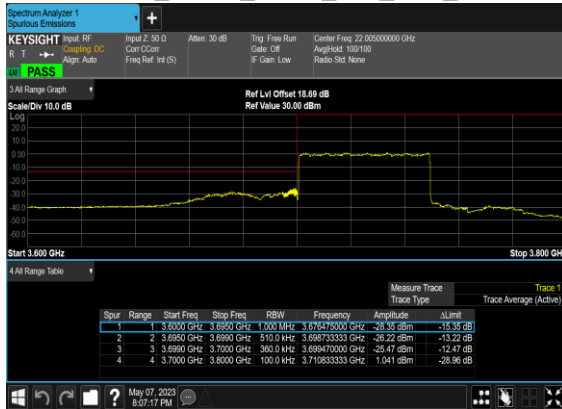 Spectrum Analyzer 1
Spurious Emissions
KEYSIGHT Input: RF Input Z: 50 Ω Atten: 30 dB Trig: Free Run Center Freq: 22.005000000 GHz
R T Coupling: DC Corr CCorr Gate: Off Avg|Hold: 100/100
Align: Auto Freq Ref: Int (S) IF Gain: Low Radio Std: None
PASS
3 All Range Graph
Ref Lvl Offset 18.69 dB
Scale/Div 10.0 dB Ref Value 30.00 dBm
Log
20.0
10.0
0.00
-10.0
-20.0
-30.0
-40.0
-50.0
-60.0
Start 3.600 GHz Stop 3.800 GH
4 All Range Table
Measure Trace Trace 1
Trace Type Trace Average (Active)
Spur Range Start Freq Stop Freq RBW Frequency Amplitude ΔLimit
1 1 3.6000 GHz 3.6950 GHz 1.000 MHz 3.676475000 GHz -28.35 dBm -15.35 dB
2 2 3.6950 GHz 3.6990 GHz 510.0 kHz 3.698733333 GHz -26.22 dBm -13.22 dB
3 3 3.6990 GHz 3.7000 GHz 360.0 kHz 3.699470000 GHz -25.47 dBm -12.47 dB
4 4 3.7000 GHz 3.8000 GHz 100.0 kHz 3.710833333 GHz 1.041 dBm -28.96 dB
May 07, 2023
8:07:17 PM